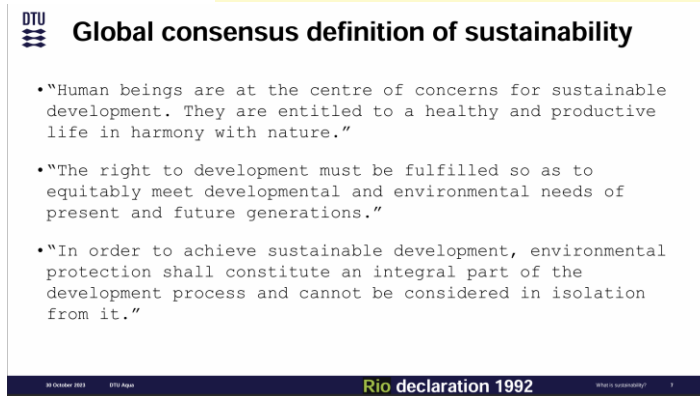 DTU
Global consensus definition of sustainability
•“Human beings are at the centre of concerns for sustainable
development. They are entitled to a healthy and productive
life in harmony with nature.”
•“The right to development must be fulfilled so as to
equitably meet developmental and environmental needs of
present and future generations.”
•“In order to achieve sustainable development, environmental
protection shall constitute an integral part of the
development process and cannot be considered in isolation
from it.”
30 October 2023 DTU Aqua Rio declaration 1992 What is sustainability? 7